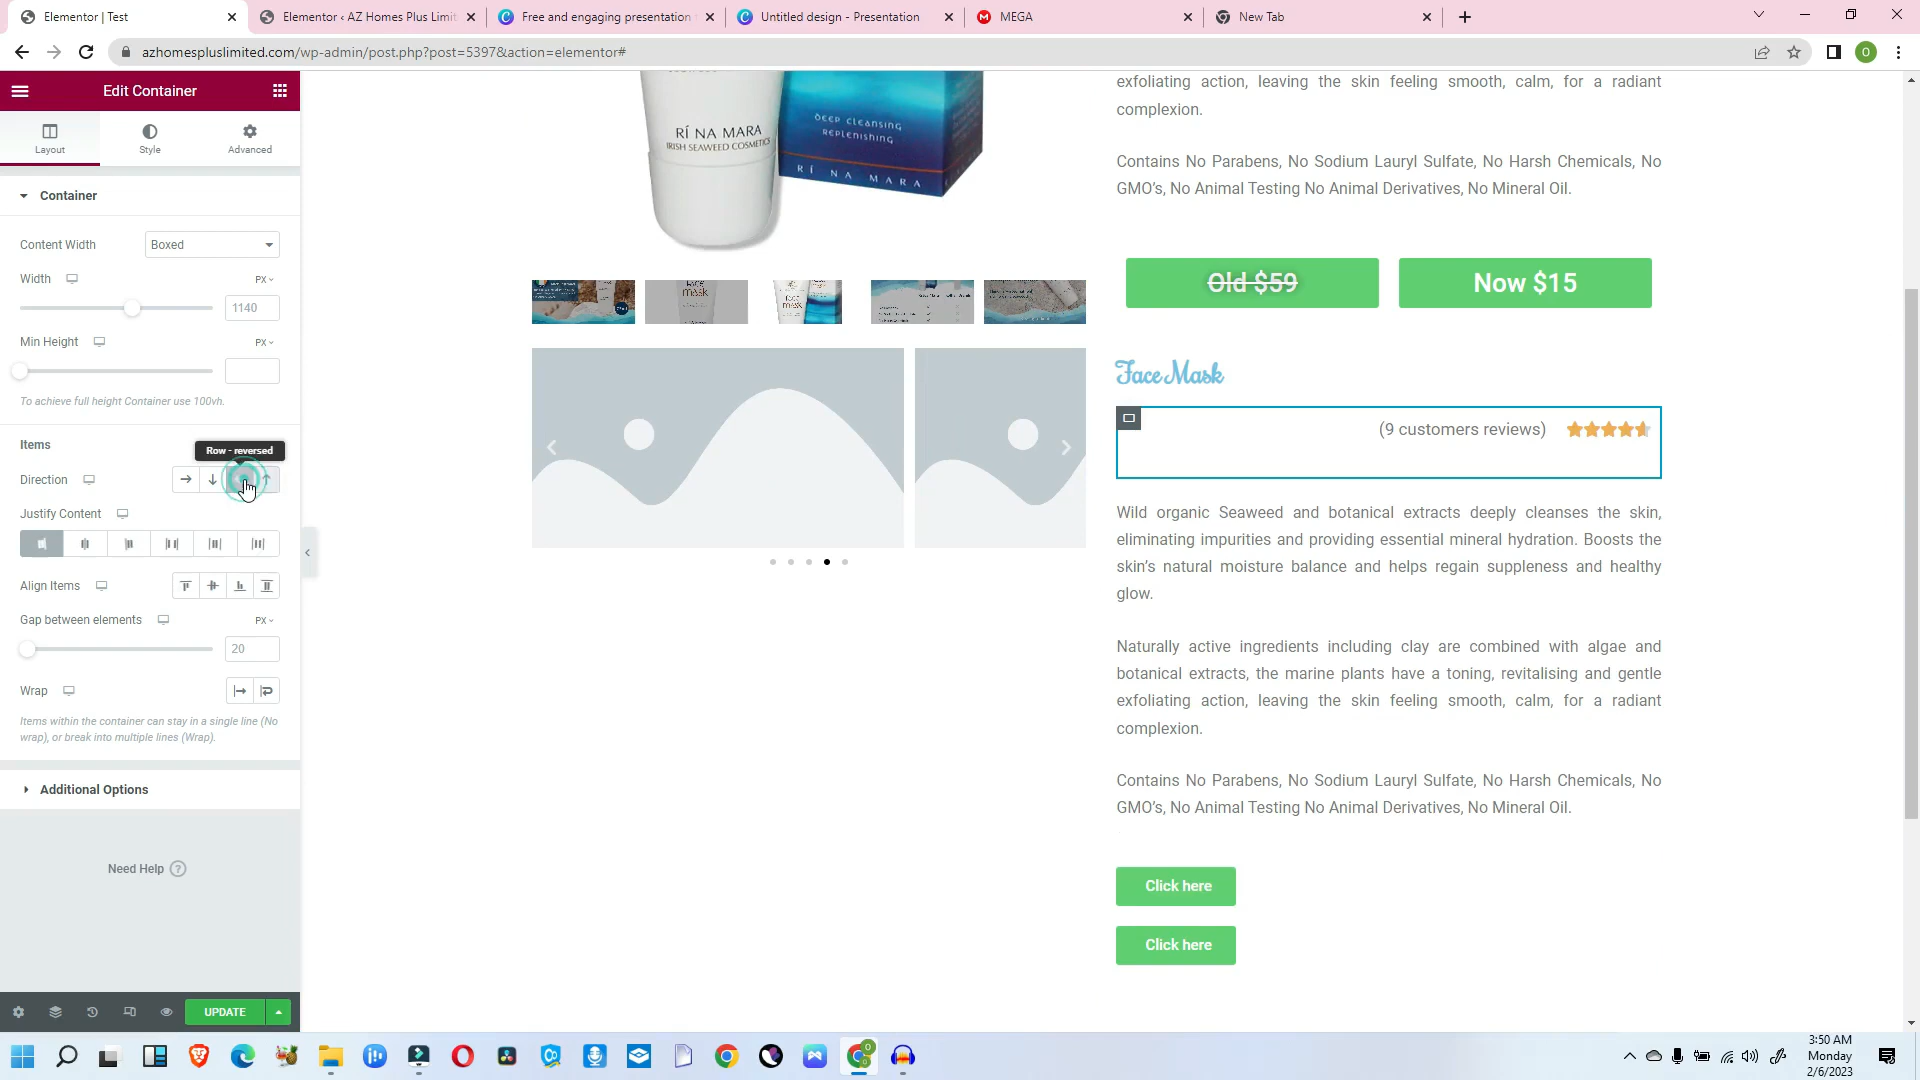 Elementor | Test
Elementor ‹ AZ Homes Plus Limit
Free and engaging presentation
Untitled design - Presentation
MEGA
New Tab
azhomespluslimited.com/wp-admin/post.php?post=5397&action=elementor#
O
Edit Container
Layout
Style
Advanced
Container
Content Width
Boxed
Width
PX
1140
Min Height
PX
To achieve full height Container use 100vh.
Items
Row - reversed
Direction
Justify Content
Align Items
Gap between elements
PX
20
Wrap
Items within the container can stay in a single line (No
wrap), or break into multiple lines (Wrap).
Additional Options
Need Help ?
UPDATE
RÍ NA MARA
IRISH SEAWEED COSMETICS
DEEP CLEANSING
REPLENISHING
RÍ NA MARA
exfoliating action, leaving the skin feeling smooth, calm, for a radiant
complexion.
Contains No Parabens, No Sodium Lauryl Sulfate, No Harsh Chemicals, No
GMO's, No Animal Testing No Animal Derivatives, No Mineral Oil.
Old $59
Now $15
Face Mask
(9 customers reviews)
Wild organic Seaweed and botanical extracts deeply cleanses the skin,
eliminating impurities and providing essential mineral hydration. Boosts the
skin's natural moisture balance and helps regain suppleness and healthy
glow.
Naturally active ingredients including clay are combined with algae and
botanical extracts, the marine plants have a toning, revitalising and gentle
exfoliating action, leaving the skin feeling smooth, calm, for a radiant
complexion.
Contains No Parabens, No Sodium Lauryl Sulfate, No Harsh Chemicals, No
GMO's, No Animal Testing No Animal Derivatives, No Mineral Oil.
Click here
Click here
3:50 AM
Monday
2/6/2023